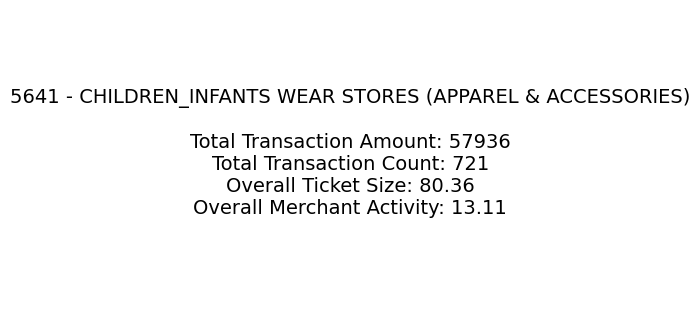 5641 - CHILDREN_INFANTS WEAR STORES (APPAREL & ACCESSORIES)
Total Transaction Amount: 57936
Total Transaction Count: 721
Overall Ticket Size: 80.36
Overall Merchant Activity: 13.11